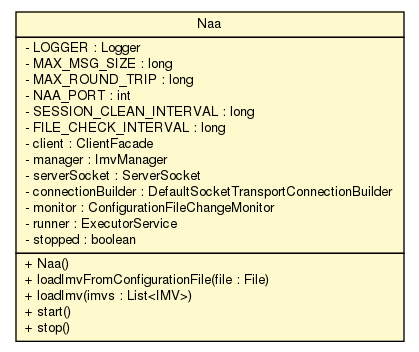 Naa
- LOGGER : Logger
- MAX_MSG_SIZE : long
- MAX_ROUND_TRIP : long
- NAA_PORT : int
- SESSION_CLEAN_INTERVAL : long
- FILE_CHECK_INTERVAL : long
- client : ClientFacade
- manager : ImvManager
- serverSocket : ServerSocket
- connectionBuilder : DefaultSocketTransportConnectionBuilder
- monitor : ConfigurationFileChangeMonitor
- runner : ExecutorService
- stopped : boolean
+ Naa()
+ loadImvFromConfigurationFile(file : File)
+ loadImv(imvs : List<IMV>)
+ start()
+ stop()